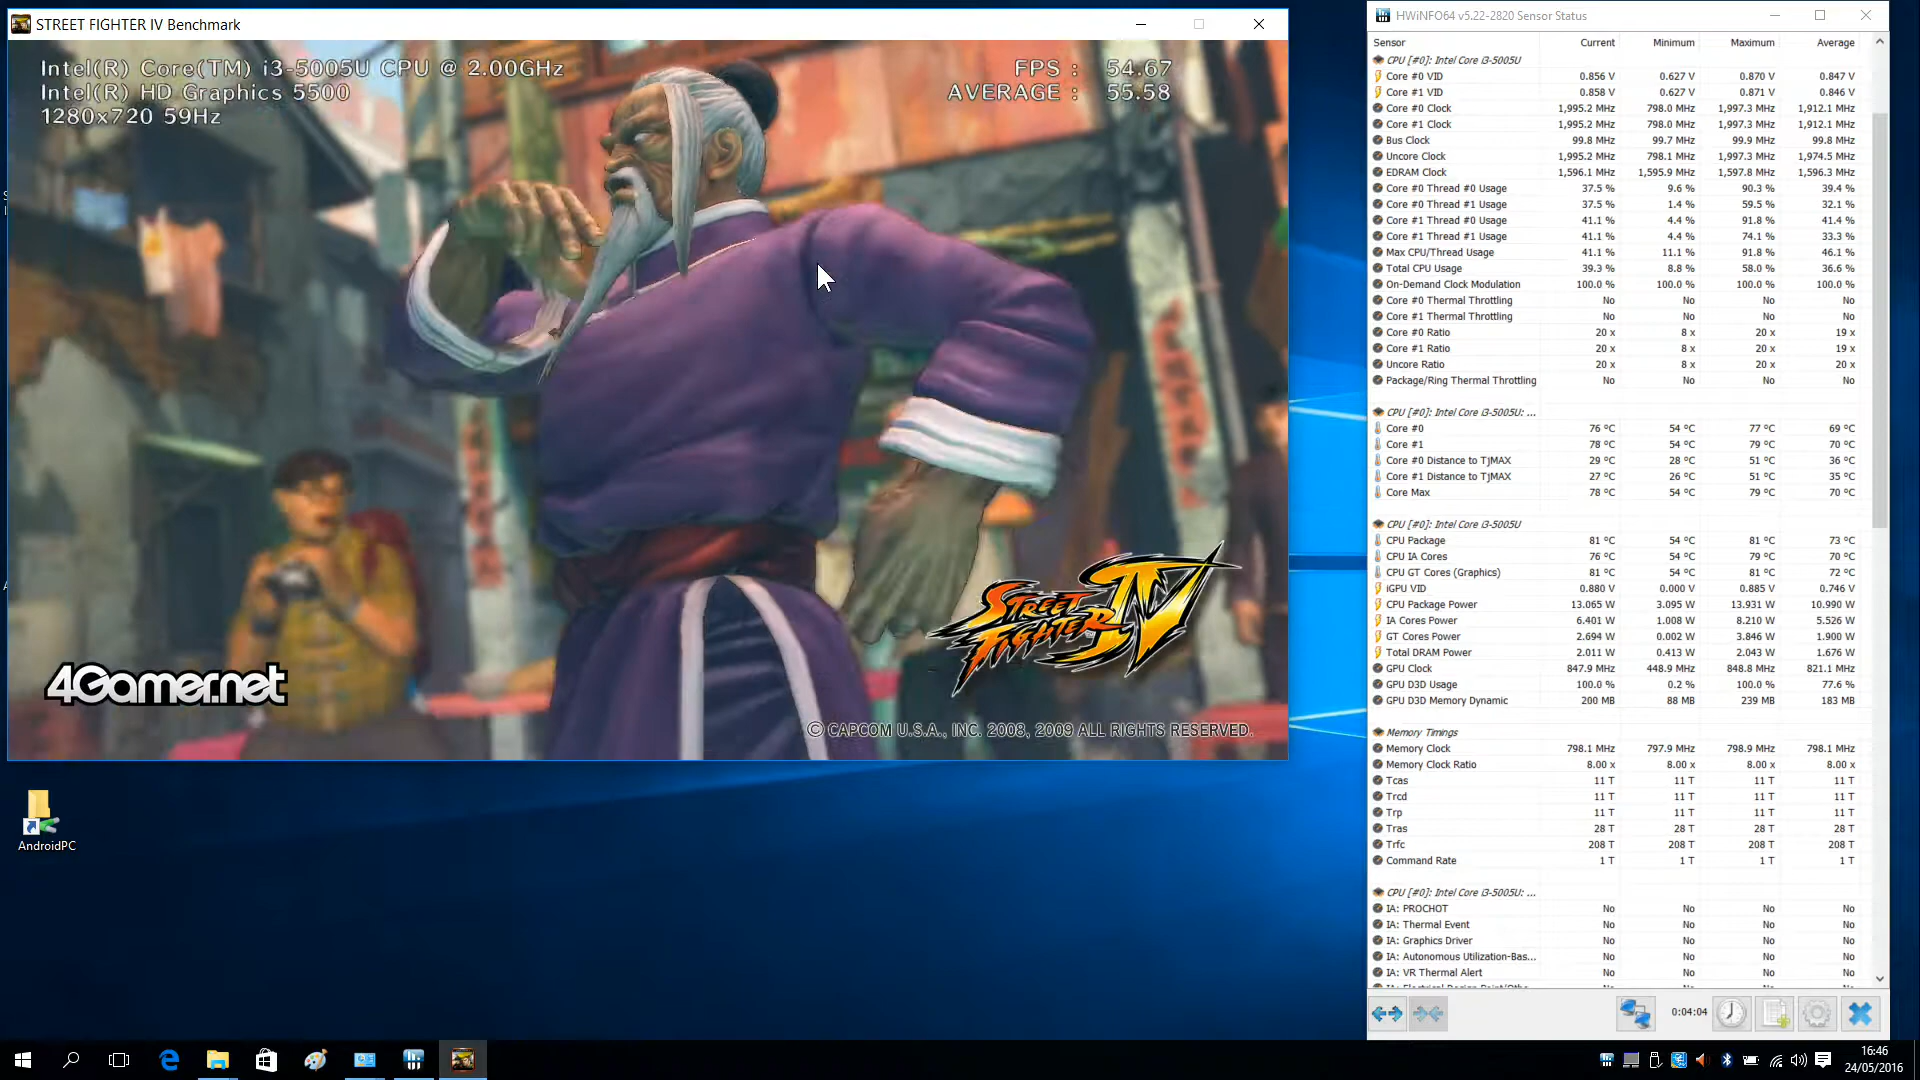 STREET FIGHTER IV Benchmark
Intel(R) Core(TM) i3-5005U CPU @ 2.00GHz
Intel(R) HD Graphics 5500
1280x720 59Hz
FPS : 54.67
AVERAGE : 55.58
STREET FIGHTER IV
4Gamer.net
© CAPCOM U.S.A., INC. 2008, 2009 ALL RIGHTS RESERVED.
AndroidPC
HWiNFO64 v5.22-2820 Sensor Status
Sensor Current Minimum Maximum Average
CPU [#0]: Intel Core i3-5005U
Core #0 VID 0.856 V 0.627 V 0.870 V 0.847 V
Core #1 VID 0.858 V 0.627 V 0.871 V 0.846 V
Core #0 Clock 1,995.2 MHz 798.0 MHz 1,997.3 MHz 1,912.1 MHz
Core #1 Clock 1,995.2 MHz 798.0 MHz 1,997.3 MHz 1,912.1 MHz
Bus Clock 99.8 MHz 99.7 MHz 99.9 MHz 99.8 MHz
Uncore Clock 1,995.2 MHz 798.1 MHz 1,997.3 MHz 1,974.5 MHz
EDRAM Clock 1,596.1 MHz 1,595.9 MHz 1,597.8 MHz 1,596.3 MHz
Core #0 Thread #0 Usage 37.5 % 9.6 % 90.3 % 39.4 %
Core #0 Thread #1 Usage 37.5 % 1.4 % 59.5 % 32.1 %
Core #1 Thread #0 Usage 41.1 % 4.4 % 91.8 % 41.4 %
Core #1 Thread #1 Usage 41.1 % 4.4 % 74.1 % 33.3 %
Max CPU/Thread Usage 41.1 % 11.1 % 91.8 % 46.1 %
Total CPU Usage 39.3 % 8.8 % 58.0 % 36.6 %
On-Demand Clock Modulation 100.0 % 100.0 % 100.0 % 100.0 %
Core #0 Thermal Throttling No No No No
Core #1 Thermal Throttling No No No No
Core #0 Ratio 20 x 8 x 20 x 19 x
Core #1 Ratio 20 x 8 x 20 x 19 x
Uncore Ratio 20 x 8 x 20 x 20 x
Package/Ring Thermal Throttling No No No No
CPU [#0]: Intel Core i3-5005U: ...
Core #0 76 °C 54 °C 77 °C 69 °C
Core #1 78 °C 54 °C 79 °C 70 °C
Core #0 Distance to TjMAX 29 °C 28 °C 51 °C 36 °C
Core #1 Distance to TjMAX 27 °C 26 °C 51 °C 35 °C
Core Max 78 °C 54 °C 79 °C 70 °C
CPU [#0]: Intel Core i3-5005U
CPU Package 81 °C 54 °C 81 °C 73 °C
CPU IA Cores 76 °C 54 °C 79 °C 70 °C
CPU GT Cores (Graphics) 81 °C 54 °C 81 °C 72 °C
iGPU VID 0.880 V 0.000 V 0.885 V 0.746 V
CPU Package Power 13.065 W 3.095 W 13.931 W 10.990 W
IA Cores Power 6.401 W 1.008 W 8.210 W 5.526 W
GT Cores Power 2.694 W 0.002 W 3.846 W 1.900 W
Total DRAM Power 2.011 W 0.413 W 2.043 W 1.676 W
GPU Clock 847.9 MHz 448.9 MHz 848.8 MHz 821.1 MHz
GPU D3D Usage 100.0 % 0.2 % 100.0 % 77.6 %
GPU D3D Memory Dynamic 200 MB 88 MB 239 MB 183 MB
Memory Timings
Memory Clock 798.1 MHz 797.9 MHz 798.9 MHz 798.1 MHz
Memory Clock Ratio 8.00 x 8.00 x 8.00 x 8.00 x
Tcas 11 T 11 T 11 T 11 T
Trcd 11 T 11 T 11 T 11 T
Trp 11 T 11 T 11 T 11 T
Tras 28 T 28 T 28 T 28 T
Trfc 208 T 208 T 208 T 208 T
Command Rate 1 T 1 T 1 T 1 T
CPU [#0]: Intel Core i3-5005U: ...
IA: PROCHOT No No No No
IA: Thermal Event No No No No
IA: Graphics Driver No No No No
IA: Autonomous Utilization-Bas... No No No No
IA: VR Thermal Alert No No No No
0:04:04
16:46
24/05/2016